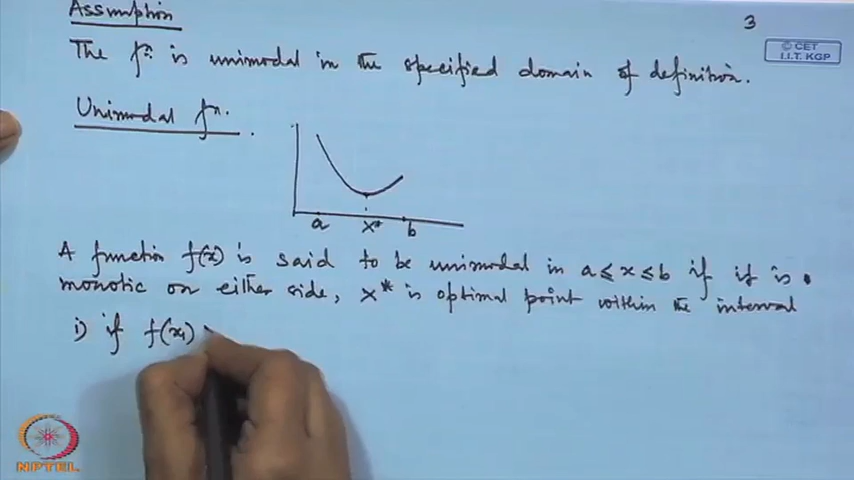 Assumption
3
© CET
I.I.T. KGP
The fn. is unimodal in the specified domain of definition.
Unimodal fn.
a x* b
A function f(x) is said to be unimodal in a ≤ x ≤ b if if is
monotic on either side, x* is optimal point within the interval
i) if f(x₁)
NPTEL